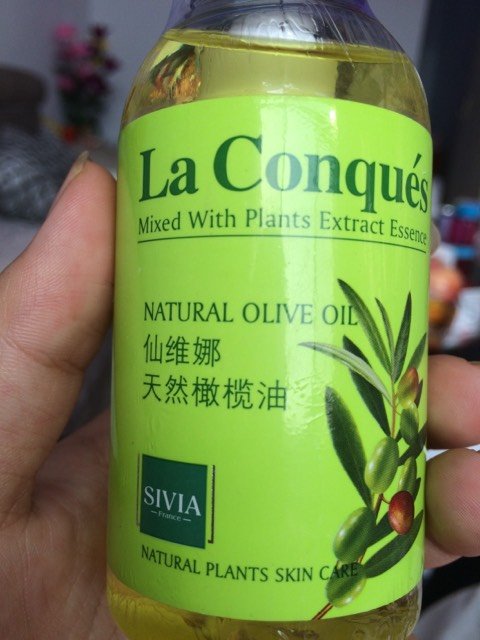 La Conqués
Mixed With Plants Extract Essence
NATURAL OLIVE OIL
仙维娜
天然橄榄油
SIVIA
France
NATURAL PLANTS SKIN CARE